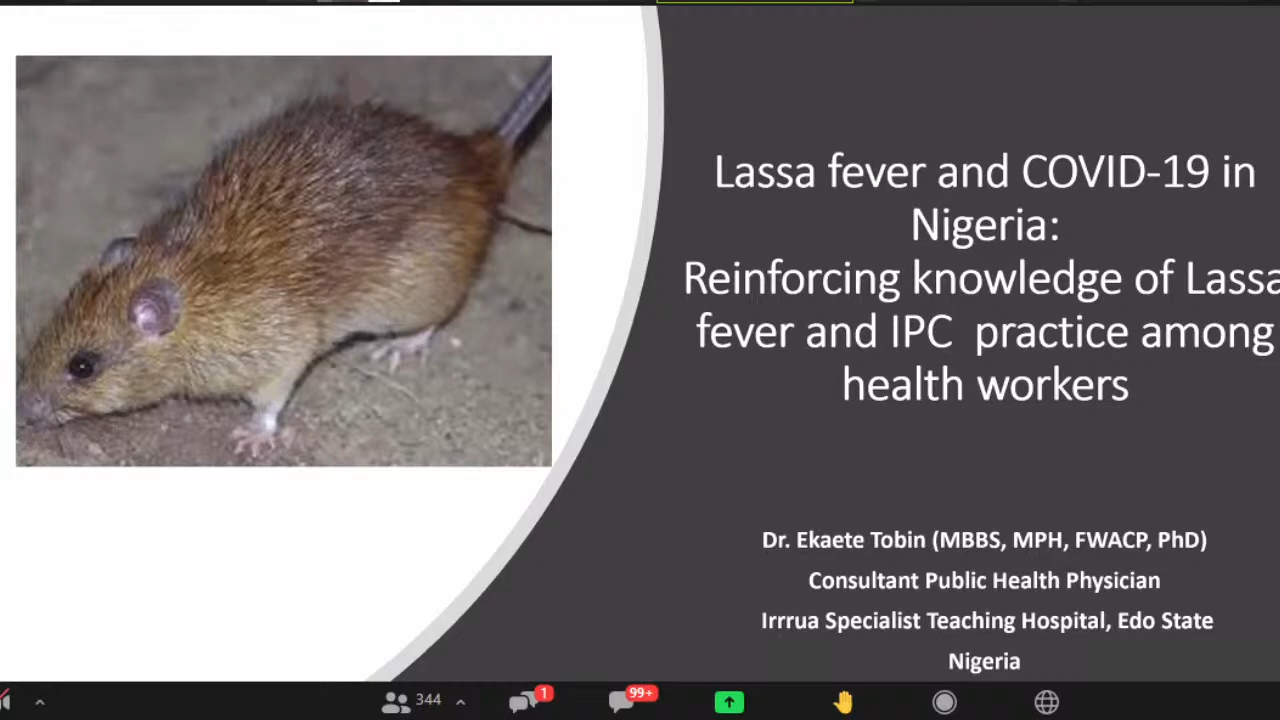 Lassa fever and COVID-19 in
Nigeria:
Reinforcing knowledge of Lassa
fever and IPC practice among
health workers
Dr. Ekaete Tobin (MBBS, MPH, FWACP, PhD)
Consultant Public Health Physician
Irrrua Specialist Teaching Hospital, Edo State
Nigeria
344
1
99+